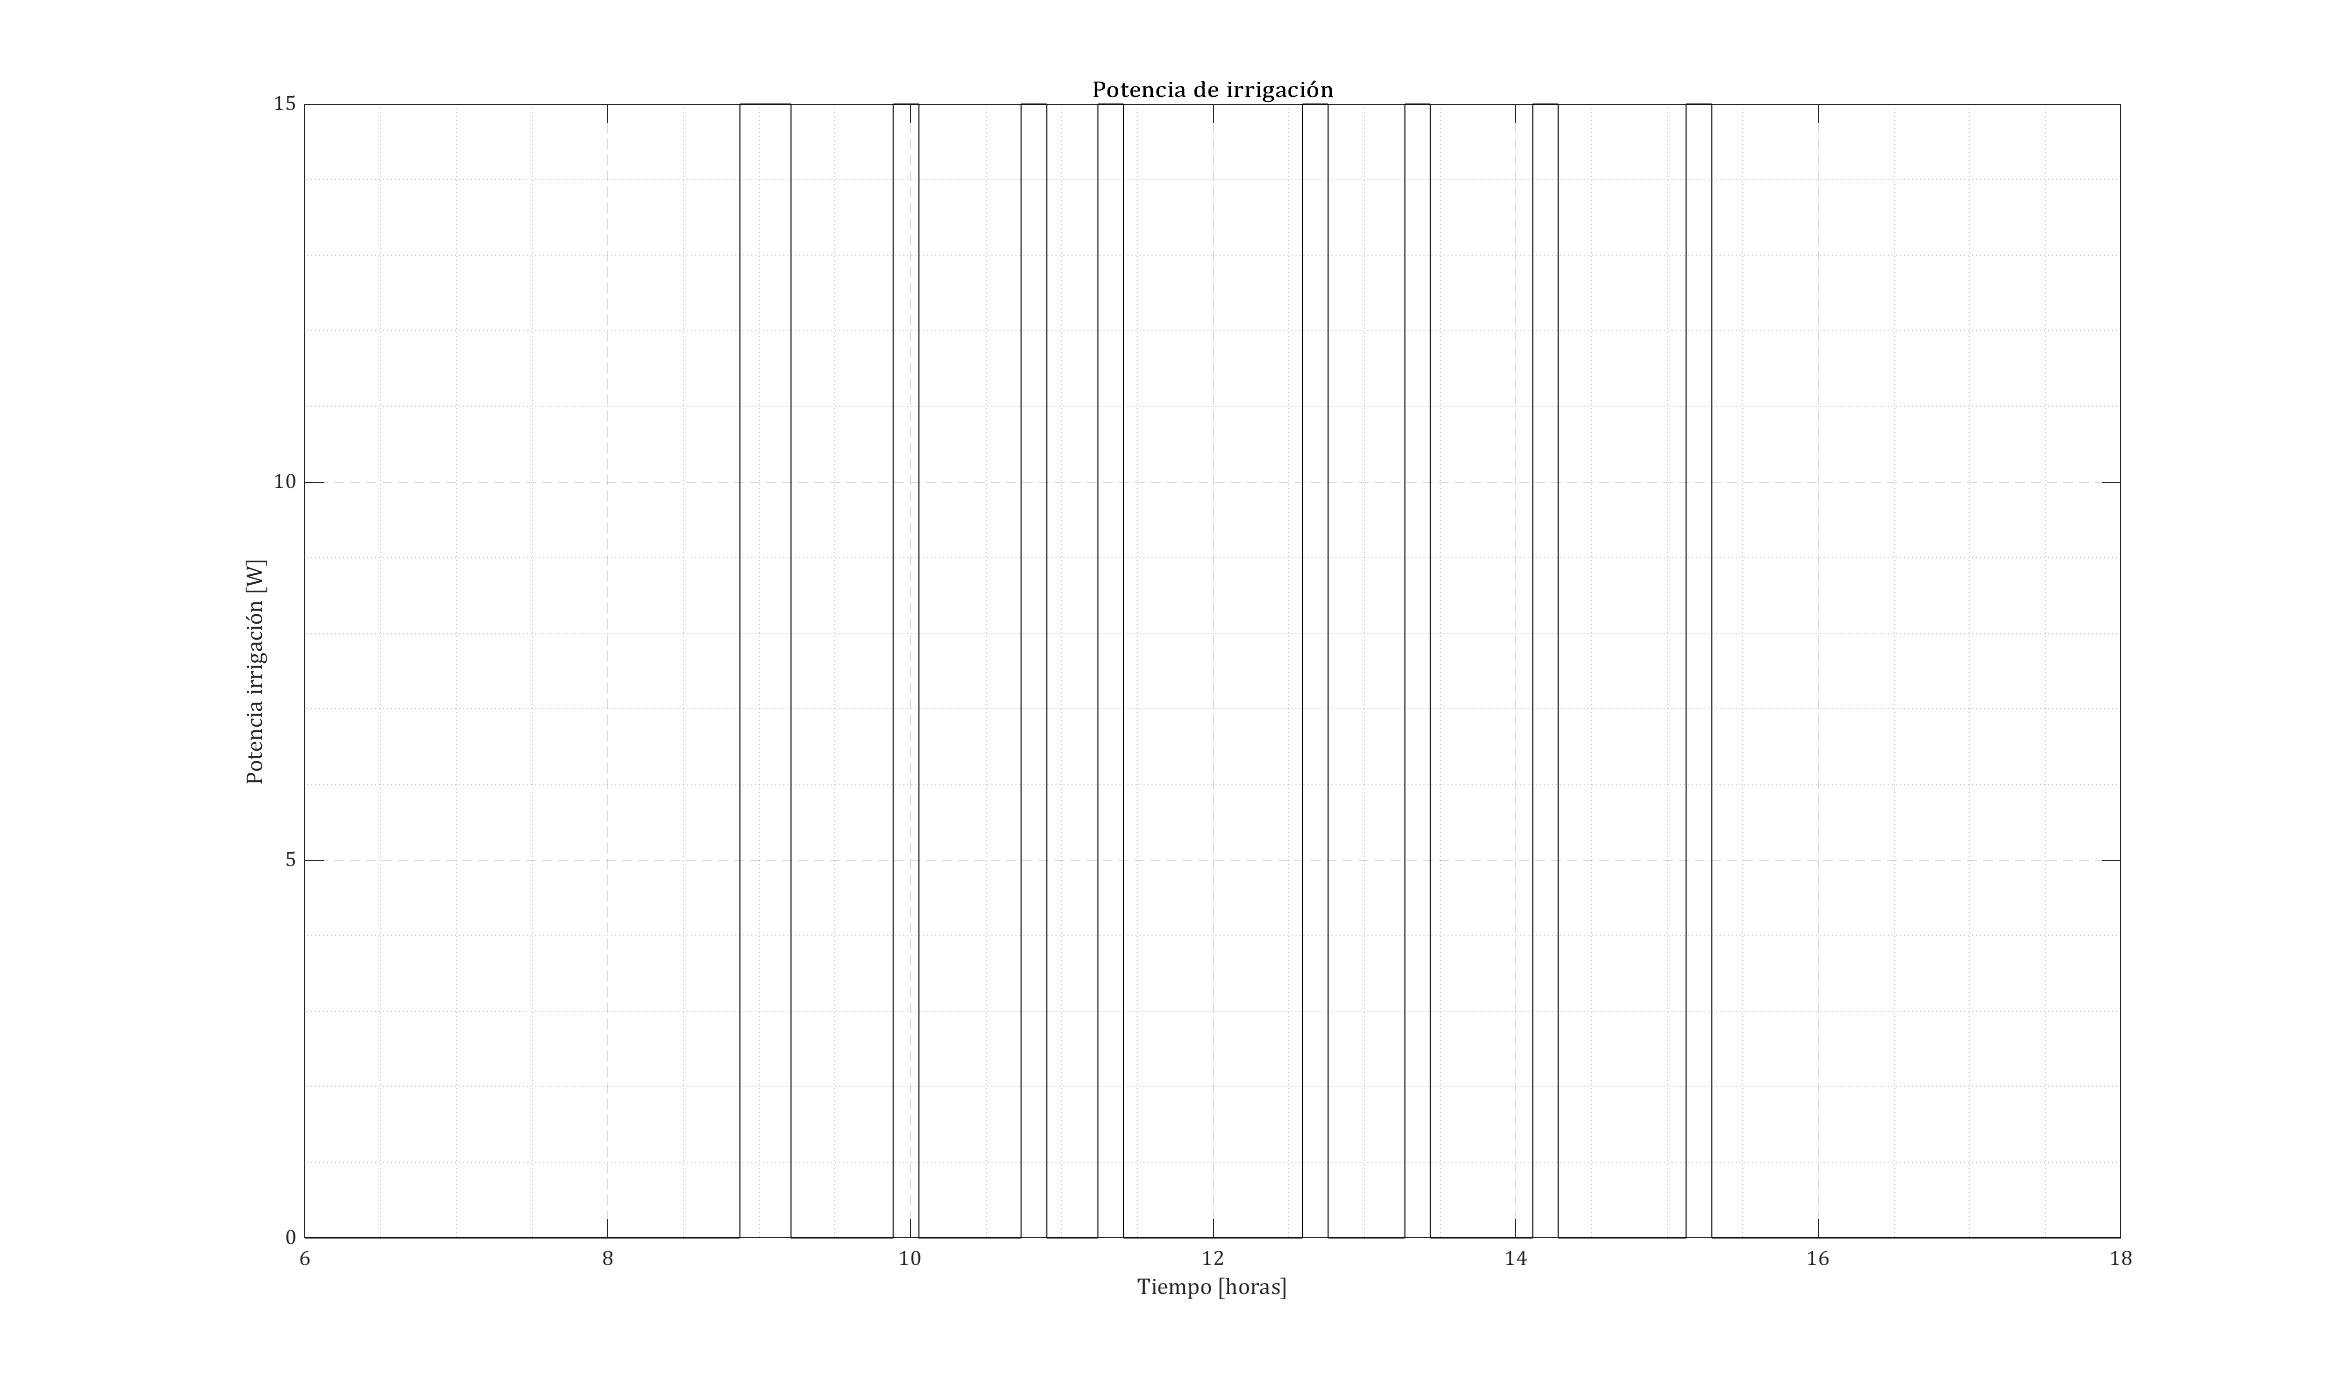 Potencia de irrigación
15
10
5
0
Potencia irrigación [W]
6 8 10 12 14 16 18
Tiempo [horas]